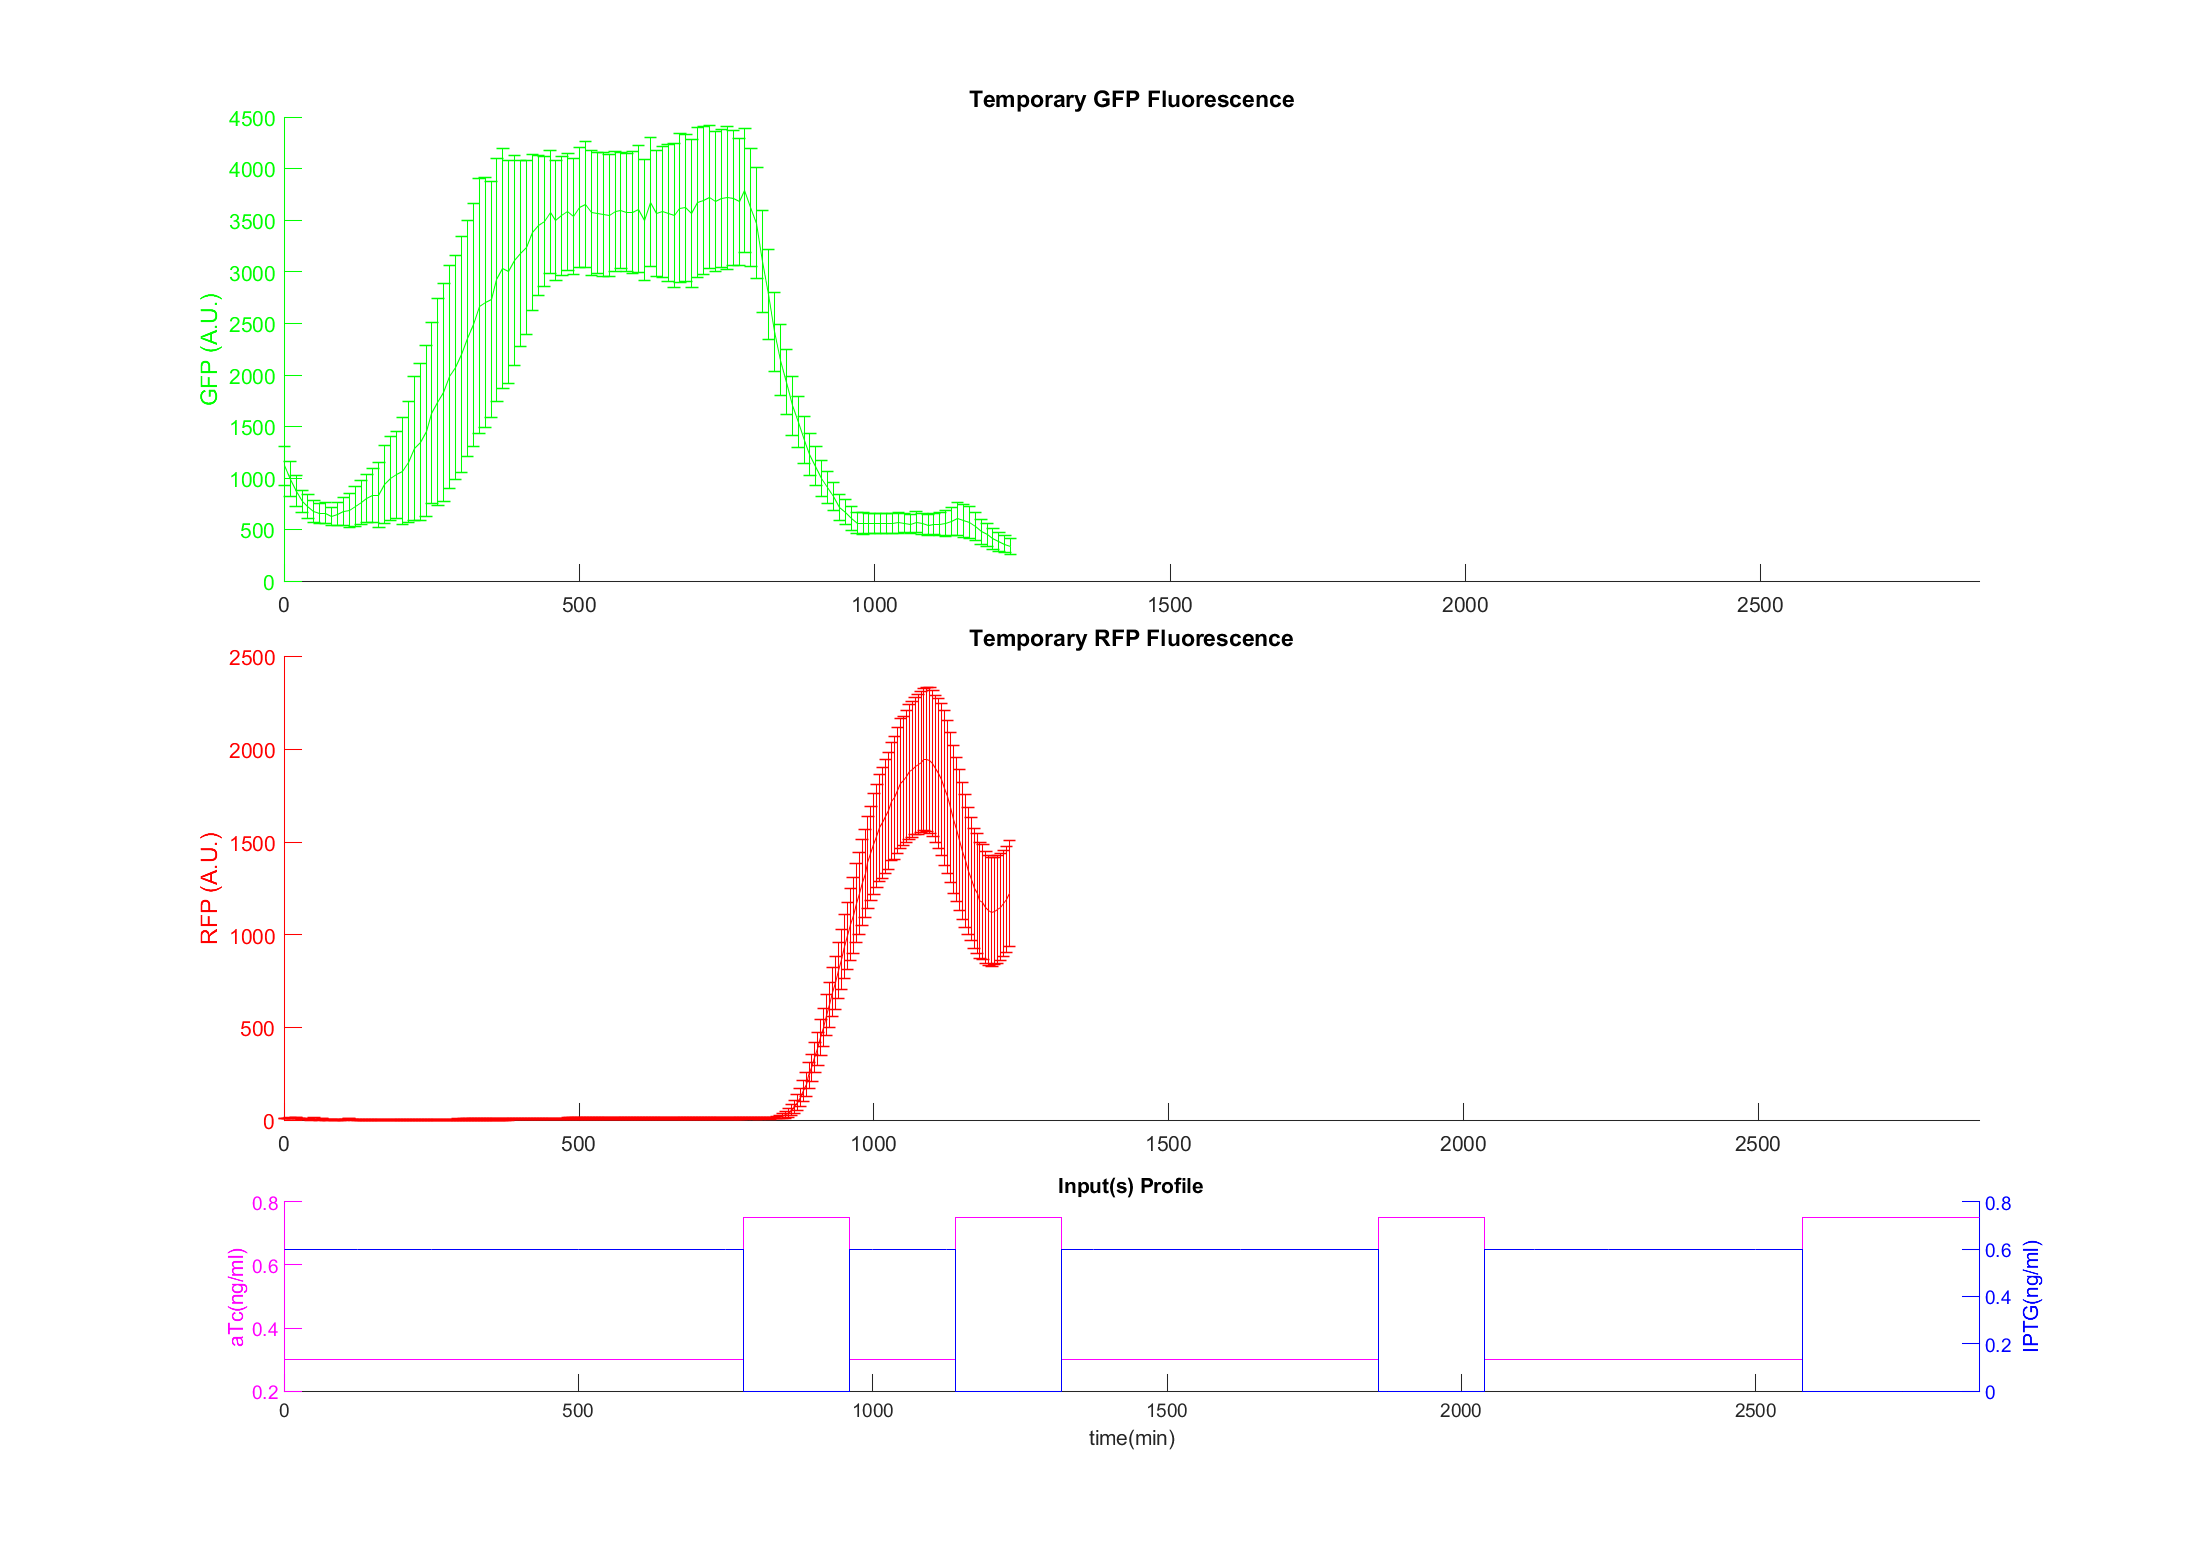 Temporary GFP Fluorescence
GFP (A.U.)
4500
4000
3500
3000
2500
2000
1500
1000
500
0
0 500 1000 1500 2000 2500
Temporary RFP Fluorescence
RFP (A.U.)
2500
2000
1500
1000
500
0
0 500 1000 1500 2000 2500
Input(s) Profile
aTc(ng/ml)
0.8
0.6
0.4
0.2
IPTG(ng/ml)
0.8
0.6
0.4
0.2
0
0 500 1000 1500 2000 2500
time(min)